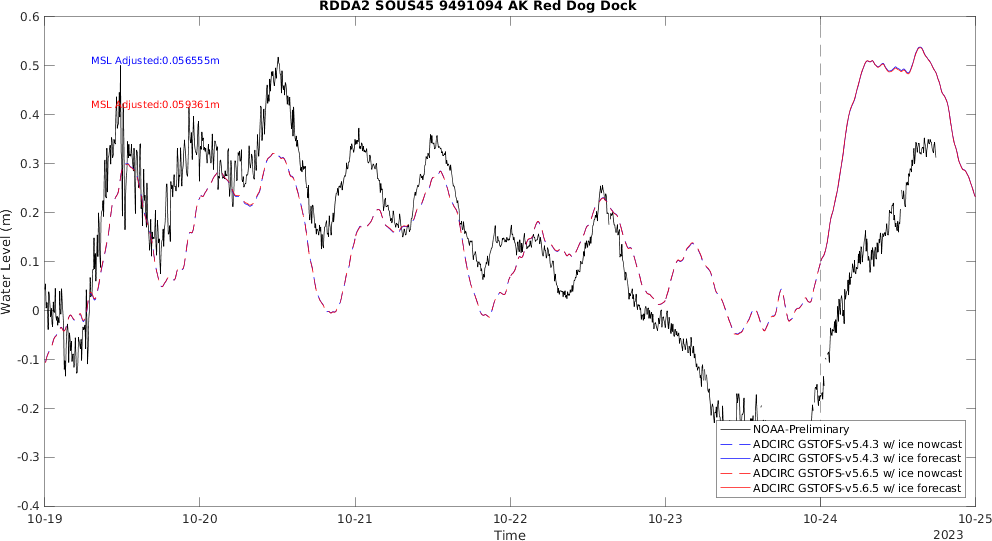 RDDA2 SOUS45 9491094 AK Red Dog Dock
0.6
0.5
0.4
0.3
0.2
0.1
0
-0.1
-0.2
-0.3
-0.4
Water Level (m)
MSL Adjusted:0.056555m
MSL Adjusted:0.059361m
NOAA-Preliminary
ADCIRC GSTOFS-v5.4.3 w/ ice nowcast
ADCIRC GSTOFS-v5.4.3 w/ ice forecast
ADCIRC GSTOFS-v5.6.5 w/ ice nowcast
ADCIRC GSTOFS-v5.6.5 w/ ice forecast
10-19 10-20 10-21 10-22 10-23 10-24 10-25
Time
2023